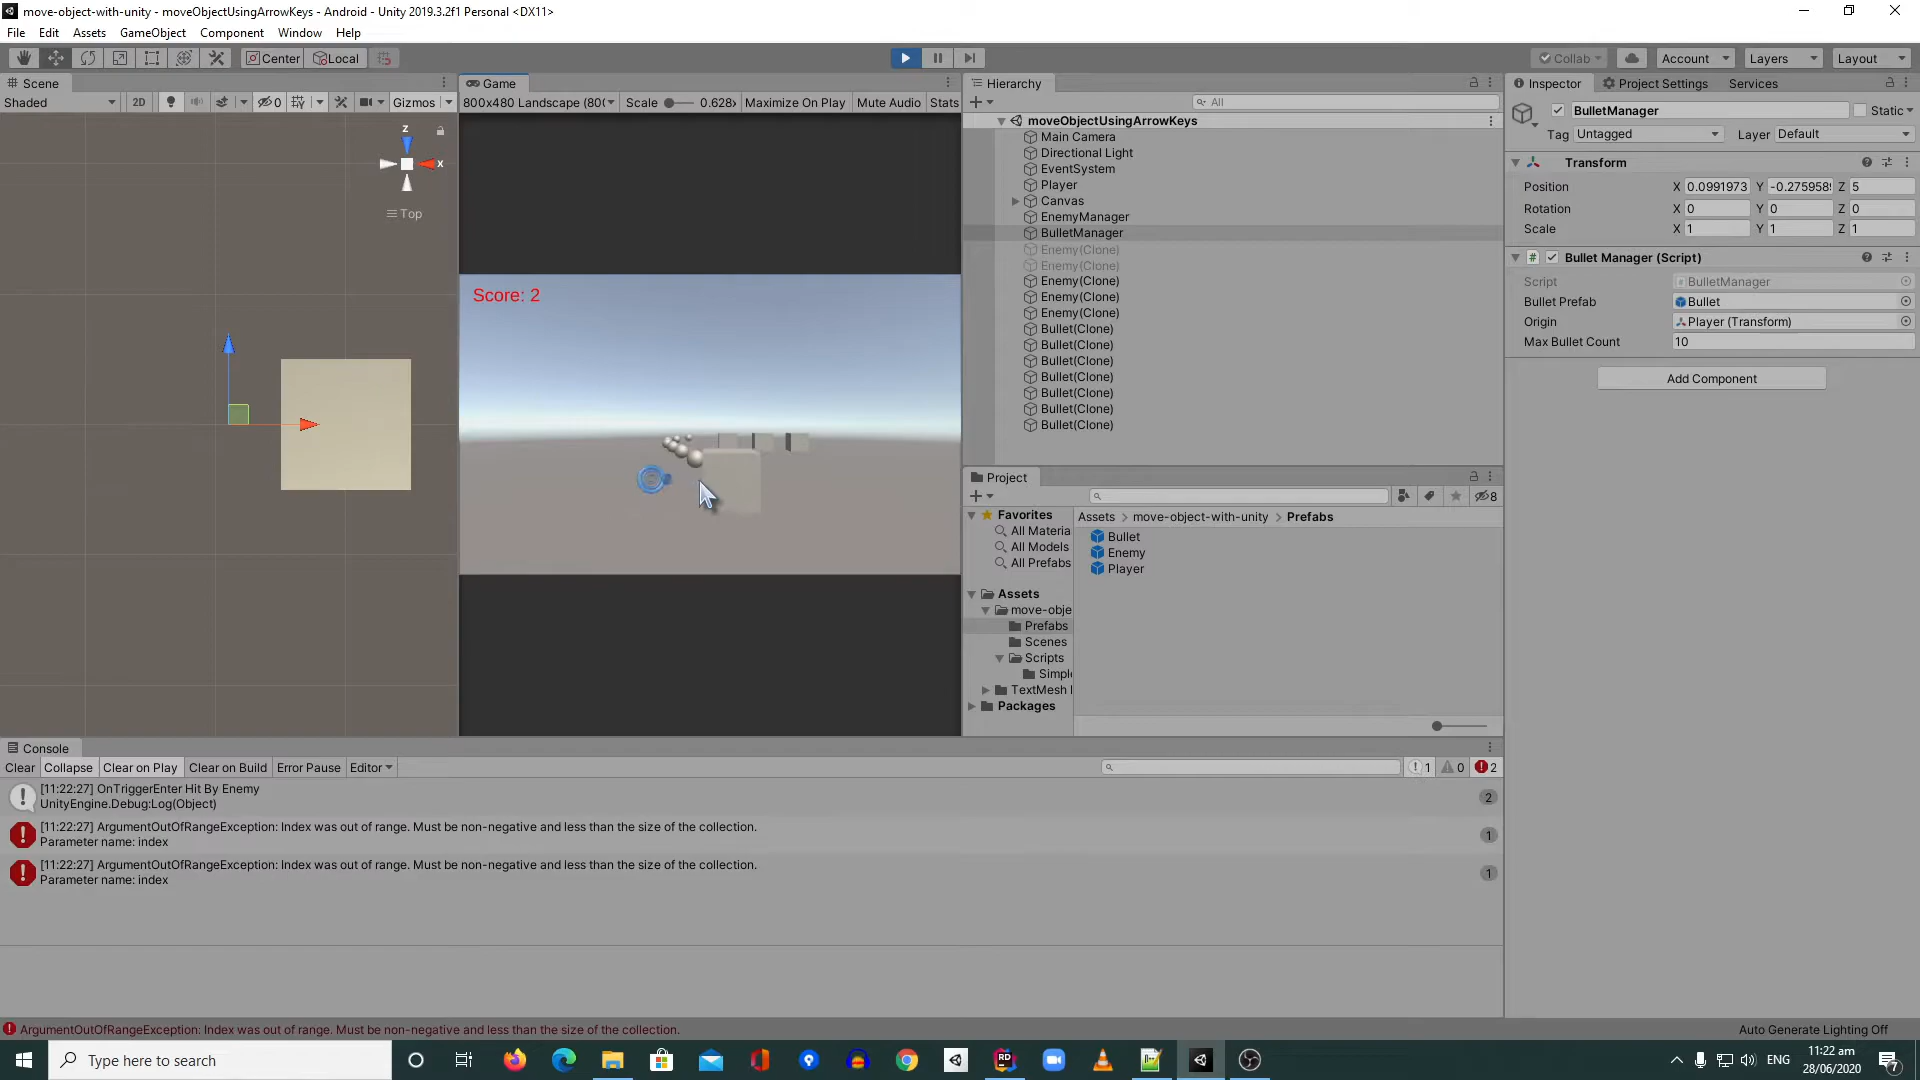 move-object-with-unity - moveObjectUsingArrowKeys - Android - Unity 2019.3.2f1 Personal <DX11>
File Edit Assets GameObject Component Window Help
Center Local Collab Account Layers Layout
Scene
Shaded 2D 0 Gizmos
z
x
Top
Game
800x480 Landscape (80( Scale 0.628x Maximize On Play Mute Audio Stats
Score: 2
Hierarchy
All
moveObjectUsingArrowKeys
Main Camera
Directional Light
EventSystem
Player
Canvas
EnemyManager
BulletManager
Enemy(Clone)
Enemy(Clone)
Enemy(Clone)
Enemy(Clone)
Enemy(Clone)
Bullet(Clone)
Bullet(Clone)
Bullet(Clone)
Bullet(Clone)
Bullet(Clone)
Bullet(Clone)
Bullet(Clone)
Project
8
Favorites
All Materia
All Models
All Prefabs
Assets
move-obje
Prefabs
Scenes
Scripts
Simpl
TextMesh
Packages
Assets > move-object-with-unity > Prefabs
Bullet
Enemy
Player
Inspector Project Settings Services
BulletManager Static
Tag Untagged Layer Default
Transform
Position X 0.0991973 Y -0.275958 Z 5
Rotation X 0 Y 0 Z 0
Scale X 1 Y 1 Z 1
# Bullet Manager (Script)
Script BulletManager
Bullet Prefab Bullet
Origin Player (Transform)
Max Bullet Count 10
Add Component
Console
Clear Collapse Clear on Play Clear on Build Error Pause Editor 1 0 2
[11:22:27] OnTriggerEnter Hit By Enemy
UnityEngine.Debug:Log(Object)
2
[11:22:27] ArgumentOutOfRangeException: Index was out of range. Must be non-negative and less than the size of the collection.
Parameter name: index
1
[11:22:27] ArgumentOutOfRangeException: Index was out of range. Must be non-negative and less than the size of the collection.
Parameter name: index
1
ArgumentOutOfRangeException: Index was out of range. Must be non-negative and less than the size of the collection.
Auto Generate Lighting Off
Type here to search
ENG
11:22 am
28/06/2020
7